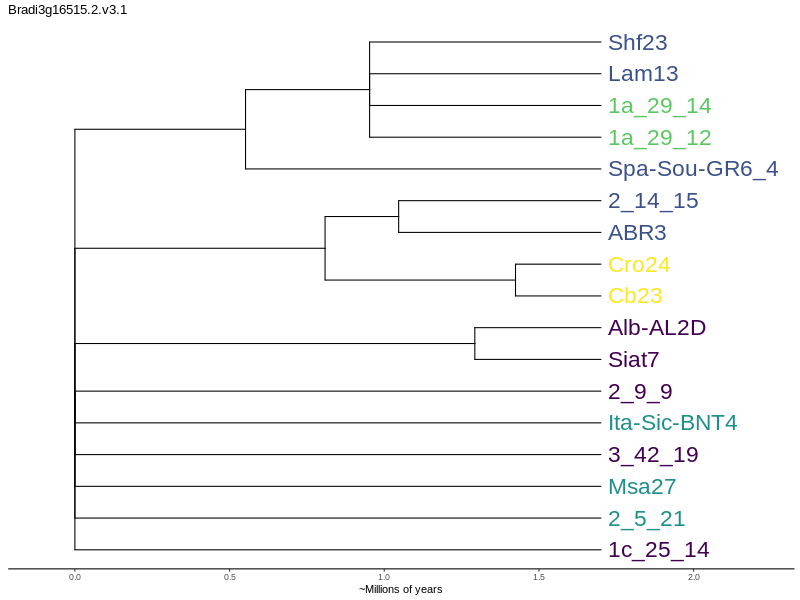 Bradi3g16515.2.v3.1
Shf23
Lam13
1a_29_14
1a_29_12
Spa-Sou-GR6_4
2_14_15
ABR3
Cro24
Cb23
Alb-AL2D
Siat7
2_9_9
Ita-Sic-BNT4
3_42_19
Msa27
2_5_21
1c_25_14
0.0 0.5 1.0 1.5 2.0
~Millions of years